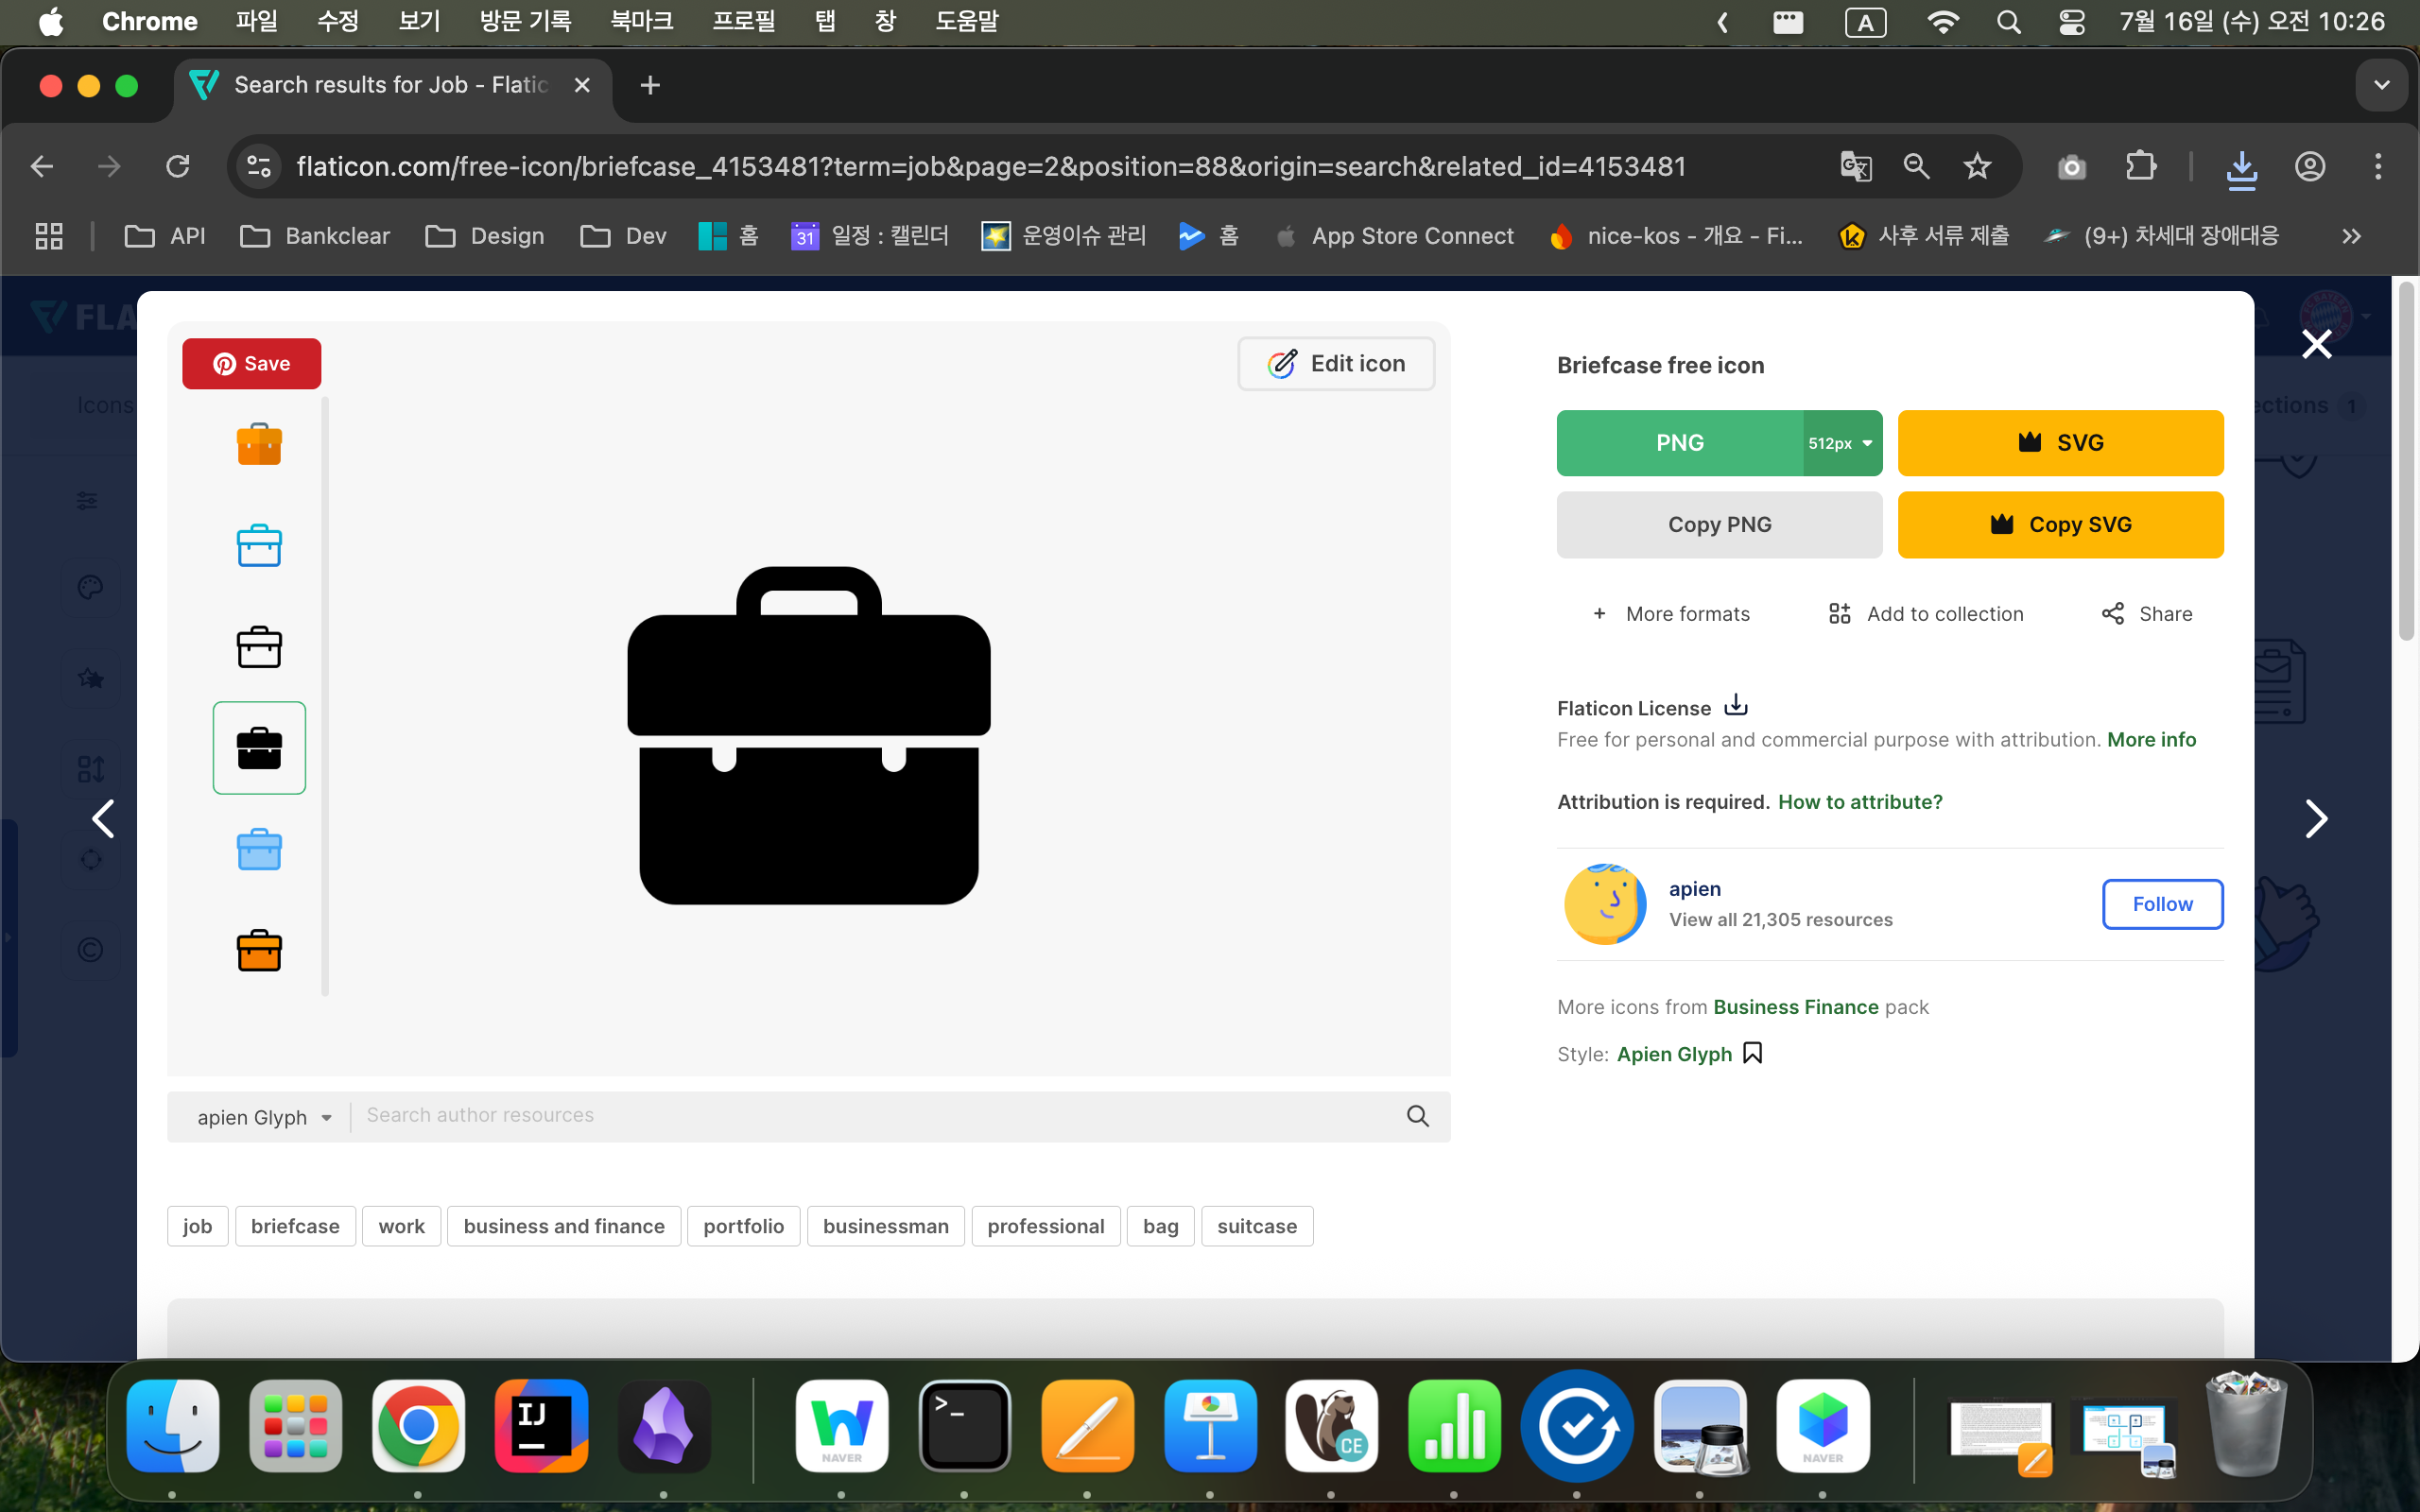 Chrome 파일 수정 보기 방문 기록 북마크 프로필 탭 창 도움말 A 7월 16일 (수) 오전 10:26
Search results for Job - Flatic
flaticon.com/free-icon/briefcase_4153481?term=job&page=2&position=88&origin=search&related_id=4153481
API Bankclear Design Dev 홈 31 일정 : 캘린더 운영이슈 관리 홈 App Store Connect nice-kos - 개요 - Fi... 사후 서류 제출 (9+) 차세대 장애대응
FLA
Save
Edit icon
Briefcase free icon
Icons
ections 1
PNG 512px SVG
Copy PNG Copy SVG
+ More formats Add to collection Share
Flaticon License
Free for personal and commercial purpose with attribution. More info
Attribution is required. How to attribute?
apien
View all 21,305 resources
Follow
More icons from Business Finance pack
Style: Apien Glyph
apien Glyph Search author resources
job briefcase work business and finance portfolio businessman professional bag suitcase
IJ
NAVER
>_
CE
NAVER